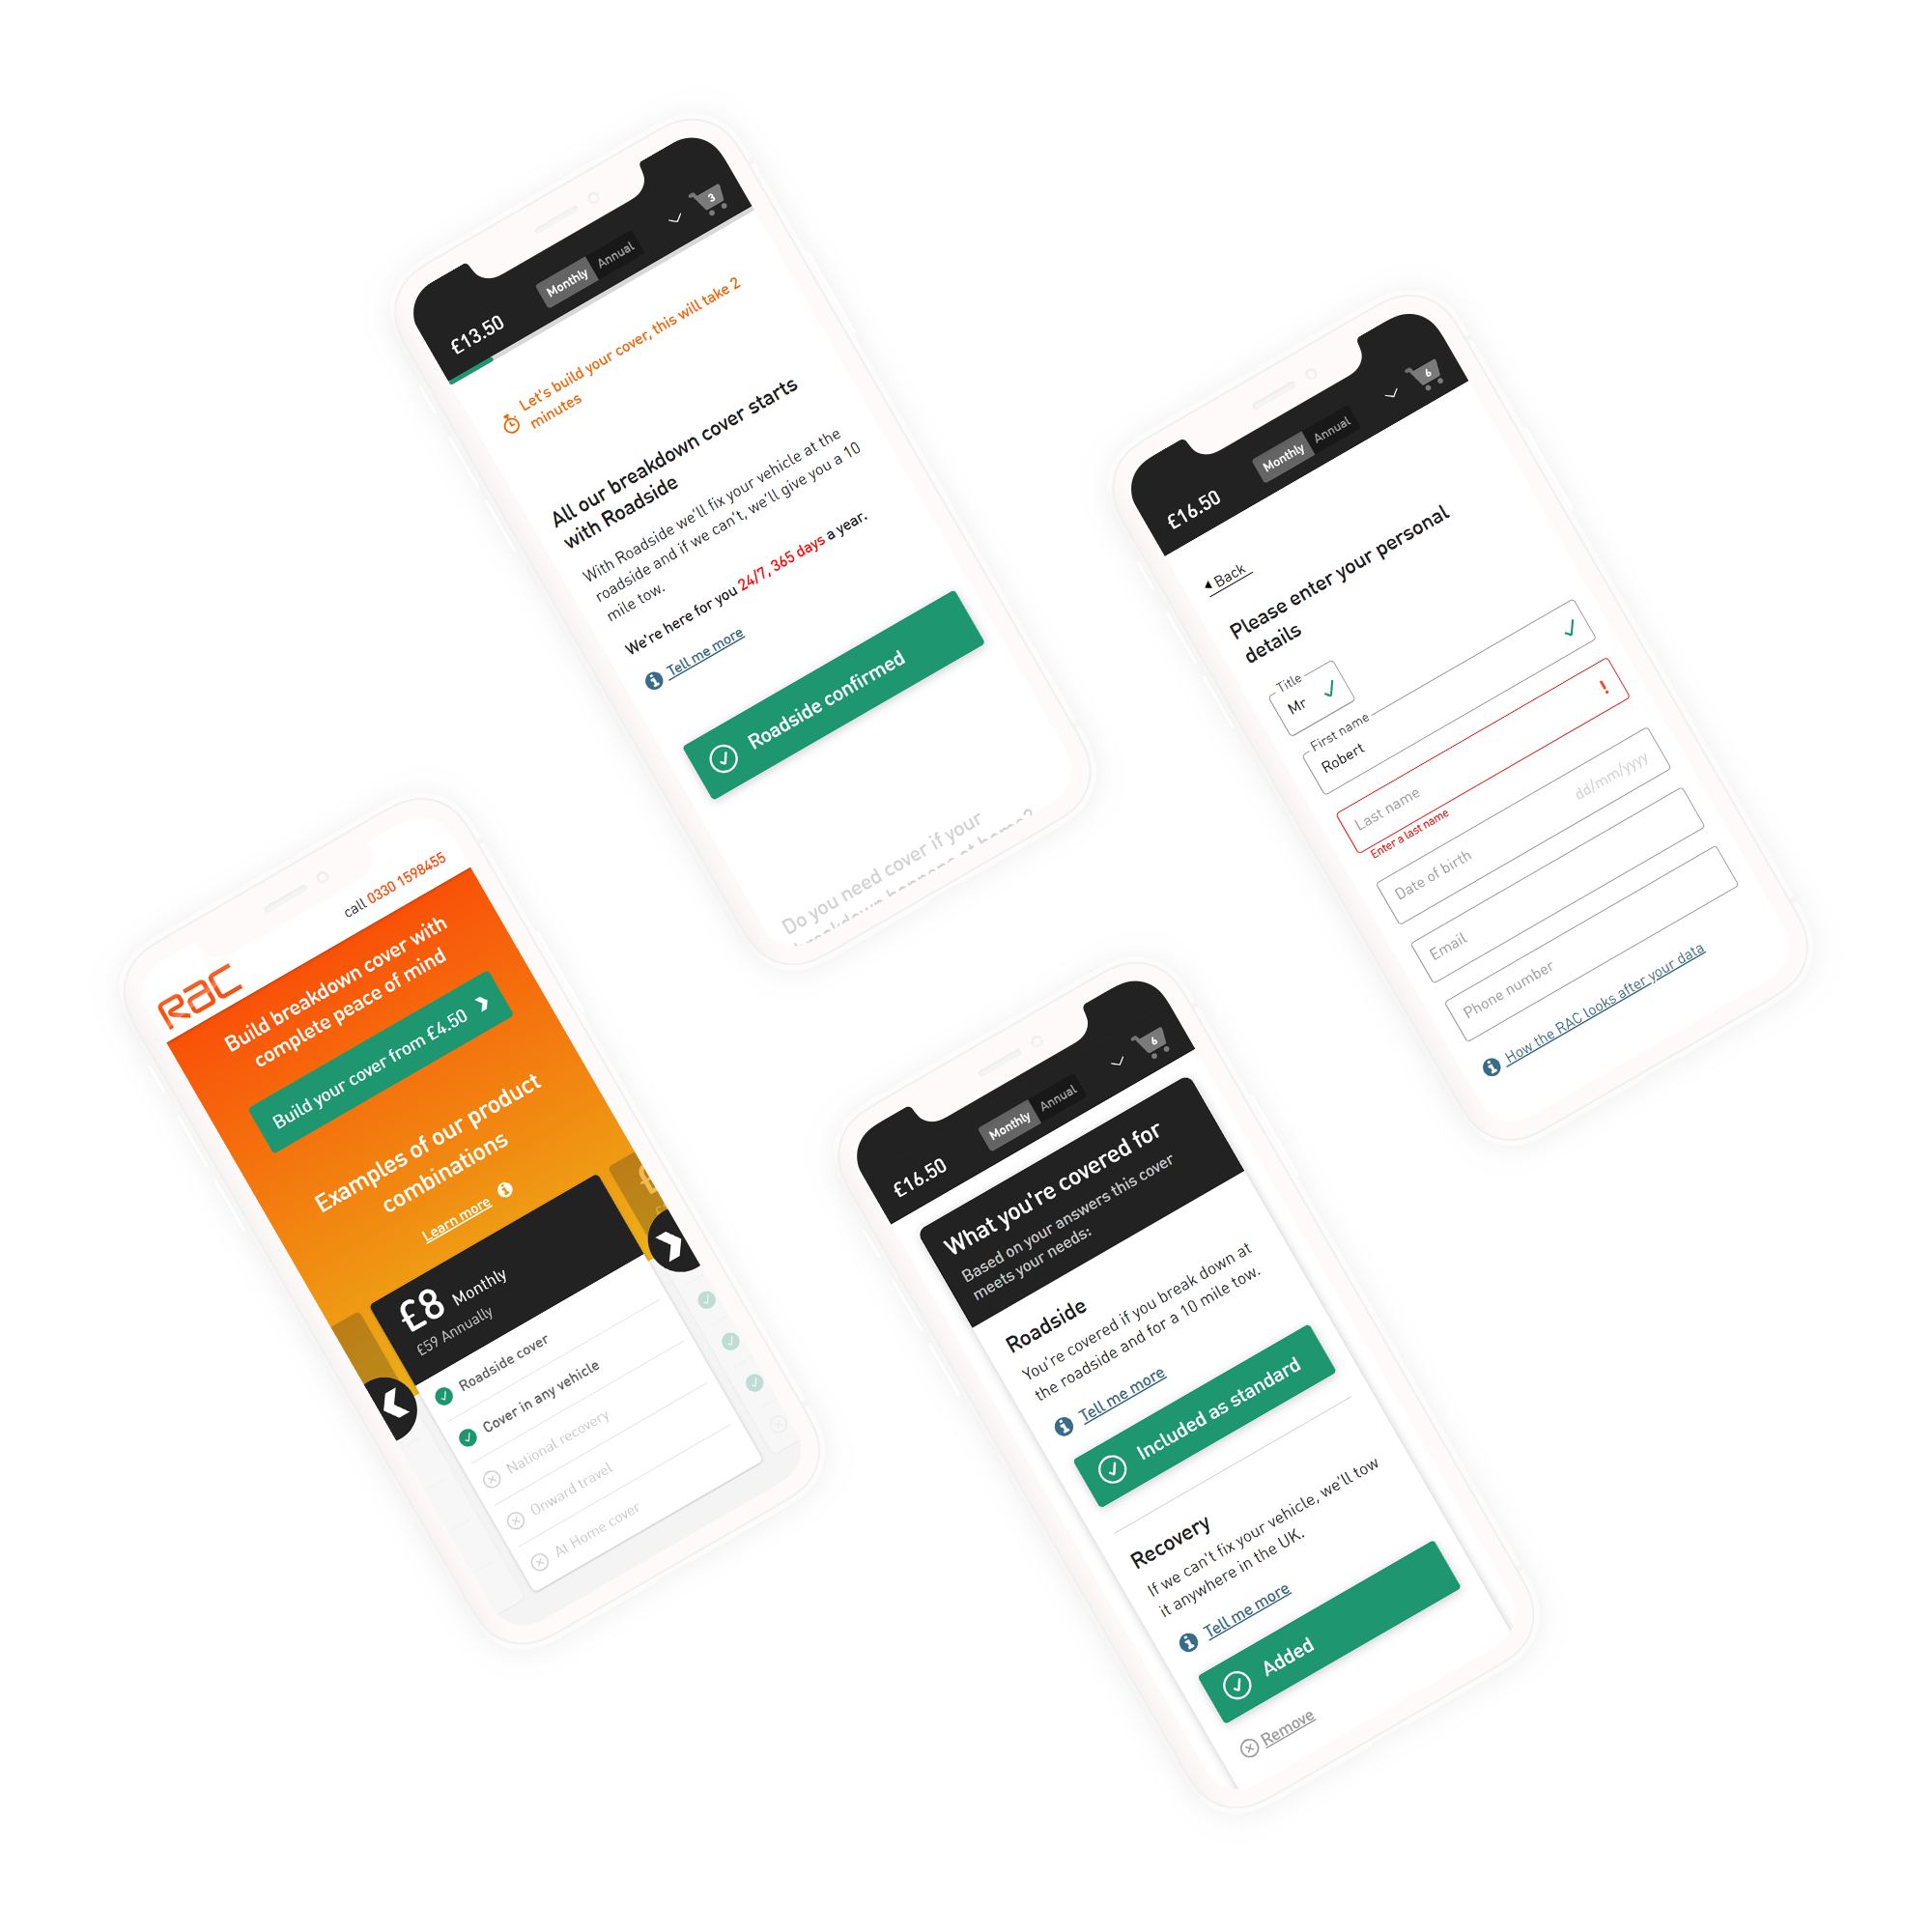 £13.50
Monthly
Annual
3
Let's build your cover, this will take 2
minutes
All our breakdown cover starts
with Roadside
With Roadside we'll fix your vehicle at the
roadside and if we can't, we'll give you a 10
mile tow.
We're here for you 24/7, 365 days a year.
Tell me more
Roadside confirmed
Do you need cover if your
breakdown happens at home?
£16.50
Monthly
Annual
6
Back
Please enter your personal
details
Title
Mr
First name
Robert
Last name
Enter a last name
Date of birth
dd/mm/yyyy
Email
Phone number
How the RAC looks after your data
RAC
call 0330 1598455
Build breakdown cover with
complete peace of mind
Build your cover from £4.50
Examples of our product
combinations
Learn more
£8 Monthly
£59 Annually
Roadside cover
Cover in any vehicle
National recovery
Onward travel
At Home cover
£
£16.50
Monthly
Annual
6
What you're covered for
Based on your answers this cover
meets your needs:
Roadside
You're covered if you break down at
the roadside and for a 10 mile tow.
Tell me more
Included as standard
Recovery
If we can't fix your vehicle, we'll tow
it anywhere in the UK.
Tell me more
Added
Remove